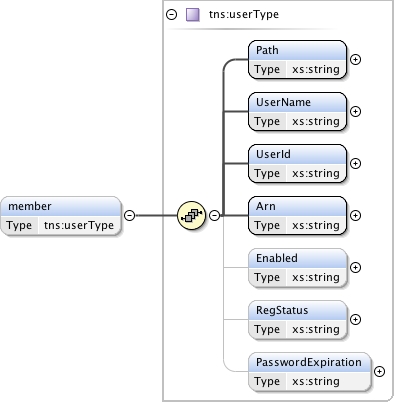 tns:userType
Path
Type xs:string
UserName
Type xs:string
UserId
Type xs:string
member
Type tns:userType
Arn
Type xs:string
Enabled
Type xs:string
RegStatus
Type xs:string
PasswordExpiration
Type xs:string